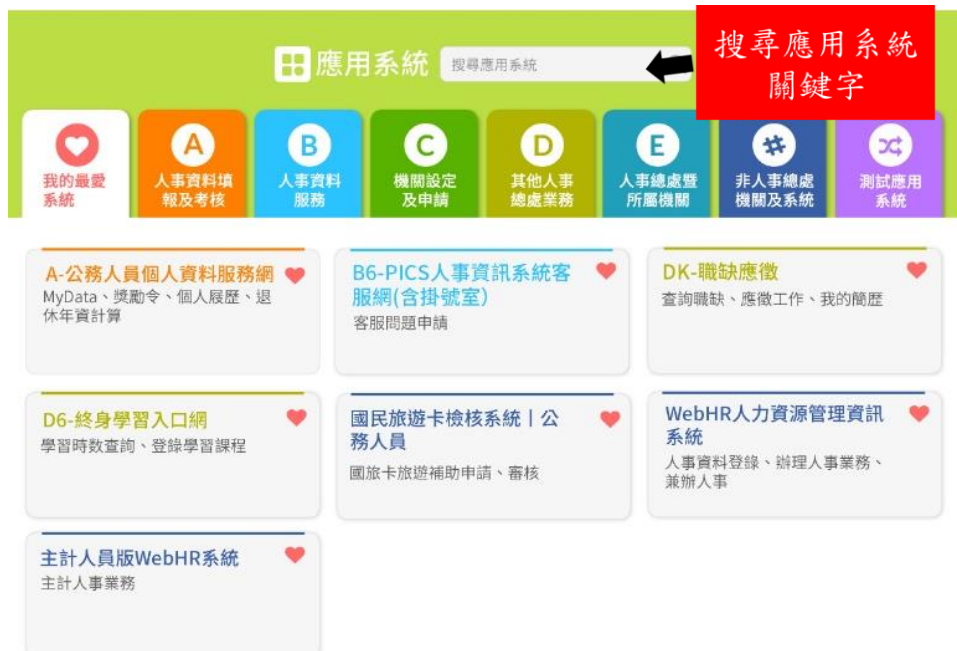 應用系統
搜尋應用系統
搜尋應用系統
關鍵字
我的最愛
系統
A
人事資料填
報及考核
B
人事資料
服務
C
機關設定
及申請
D
其他人事
總處業務
E
人事總處暨
所屬機關
#
非人事總處
機關及系統
測試應用
系統
A-公務人員個人資料服務網
MyData、獎勵令、個人履歷、退
休年資計算
B6-PICS人事資訊系統客
服網(含掛號室)
客服問題申請
DK-職缺應徵
查詢職缺、應徵工作、我的簡歷
D6-終身學習入口網
學習時數查詢、登錄學習課程
國民旅遊卡檢核系統｜公
務人員
國旅卡旅遊補助申請、審核
WebHR人力資源管理資訊
系統
人事資料登錄、辦理人事業務、
兼辦人事
主計人員版WebHR系統
主計人事業務